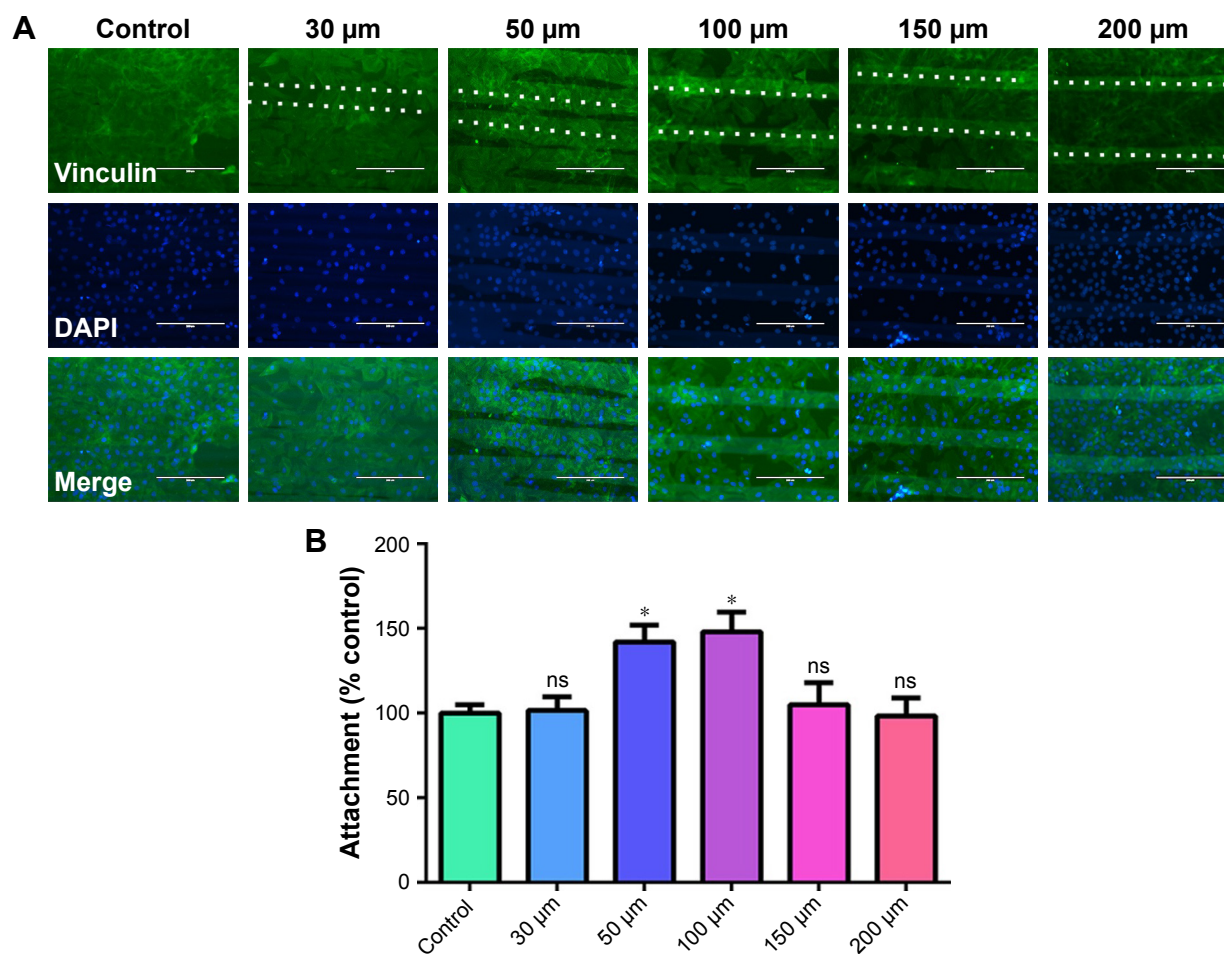 A
Control 30 µm 50 µm 100 µm 150 µm 200 µm
Vinculin
DAPI
Merge
B
Attachment (% control)
200
150
100
50
0
ns
*
*
ns
ns
Control 30 µm 50 µm 100 µm 150 µm 200 µm